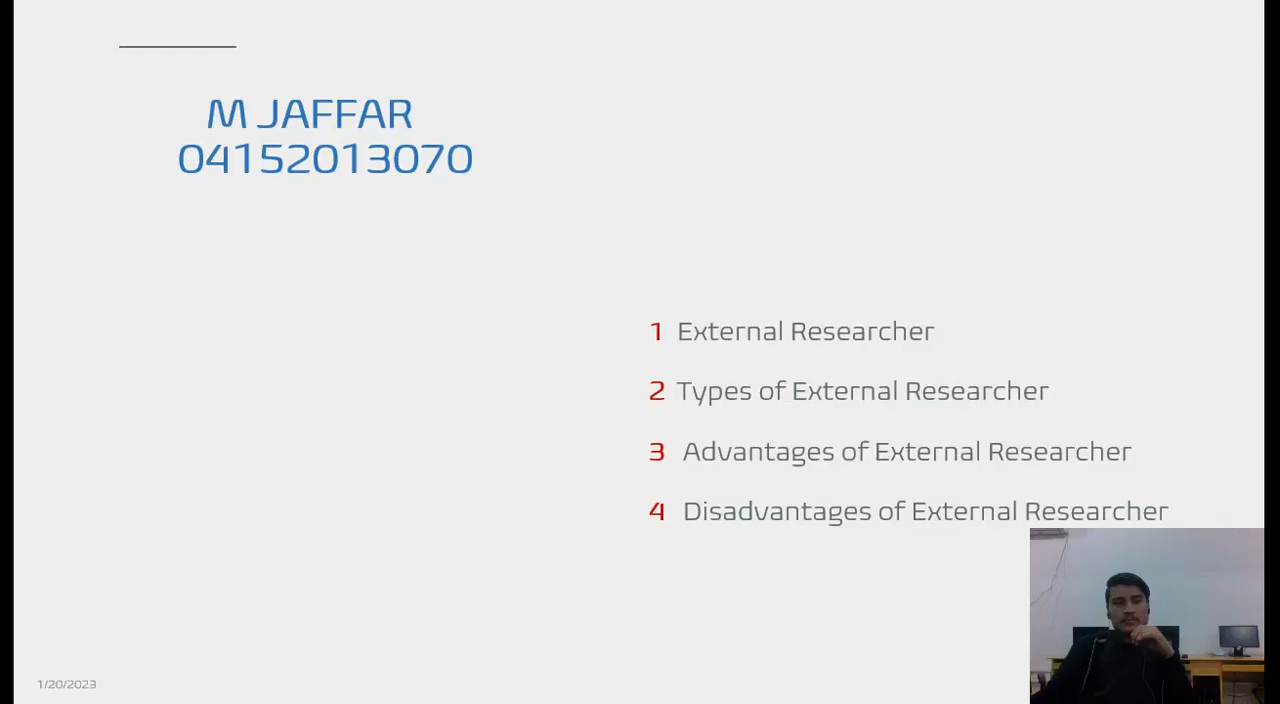 M JAFFAR
04152013070
1 External Researcher
2 Types of External Researcher
3 Advantages of External Researcher
4 Disadvantages of External Researcher
1/20/2023